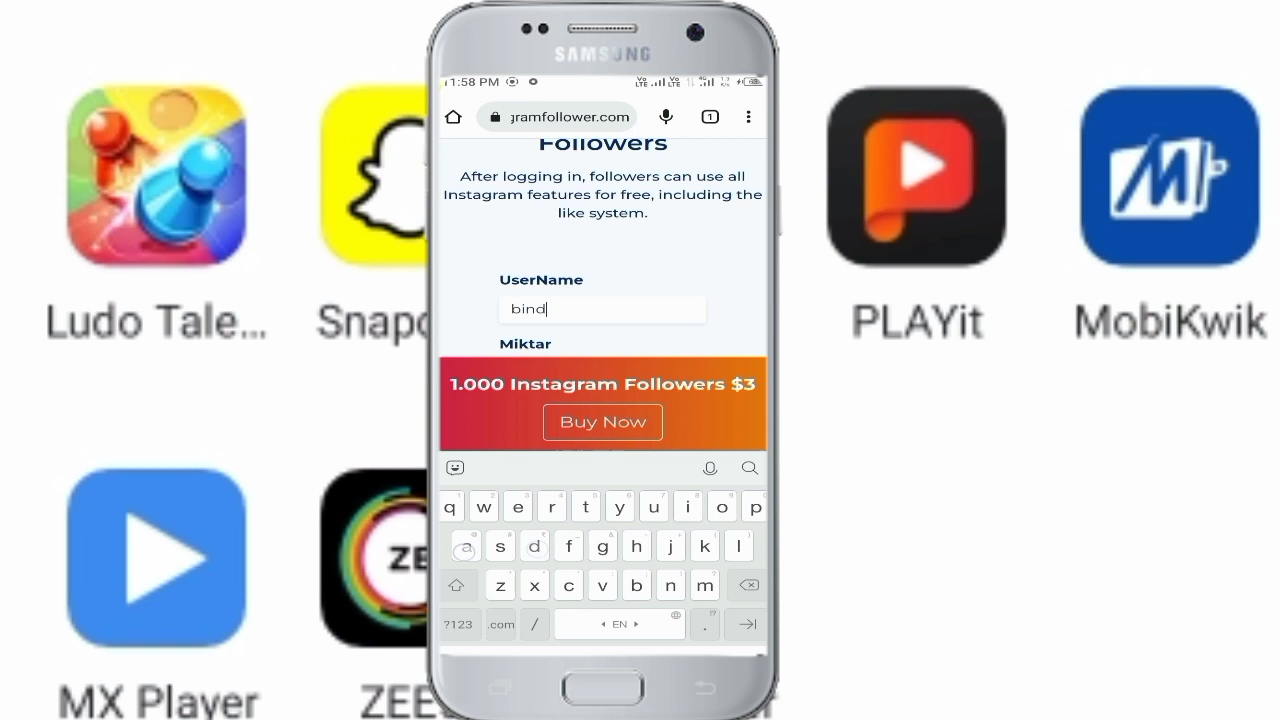 SAMSUNG
11:58 PM
gramfollower.com
1
Followers
After logging in, followers can use all
Instagram features for free, including the
like system.
UserName
bind
Miktar
1.000 Instagram Followers $3
Buy Now
q w e r t y u i o p
a s d f g h j k l
z x c v b n m
?123 .com / EN .
Ludo Tale...
Snapc
PLAYit
MobiKwik
MX Player
ZEE